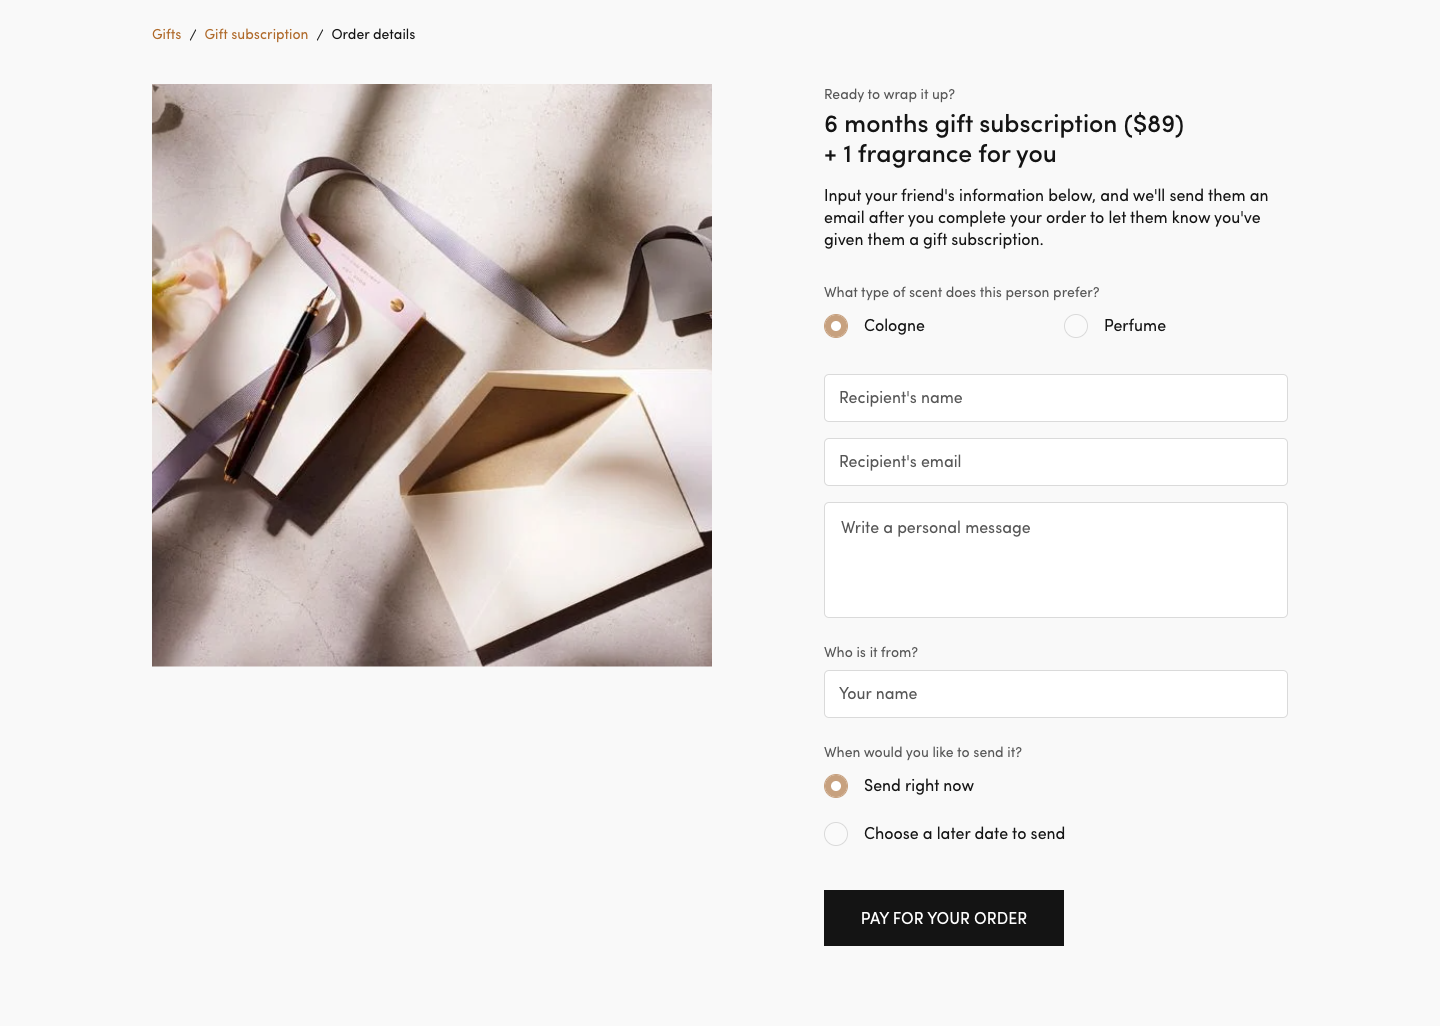 Gifts / Gift subscription / Order details
Ready to wrap it up?
6 months gift subscription ($89)
+ 1 fragrance for you
Input your friend's information below, and we'll send them an
email after you complete your order to let them know you've
given them a gift subscription.
What type of scent does this person prefer?
Cologne Perfume
Recipient's name
Recipient's email
Write a personal message
Who is it from?
Your name
When would you like to send it?
Send right now
Choose a later date to send
PAY FOR YOUR ORDER